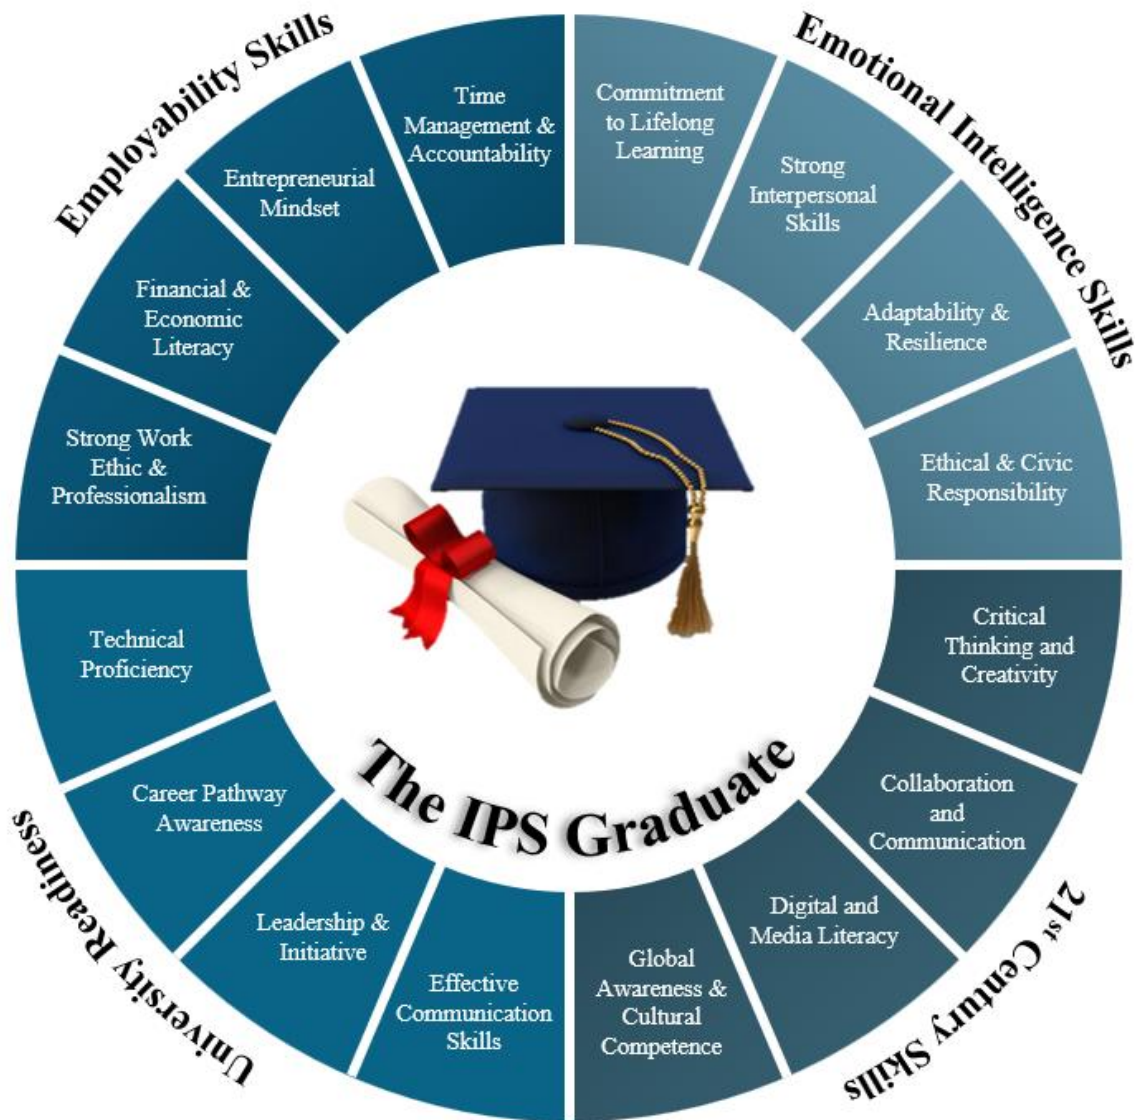 Employability Skills
Time
Management &
Accountability
Entrepreneurial
Mindset
Financial &
Economic
Literacy
Strong Work
Ethic &
Professionalism
Emotional Intelligence Skills
Commitment
to Lifelong
Learning
Strong
Interpersonal
Skills
Adaptability &
Resilience
Ethical & Civic
Responsibility
21st Century Skills
Critical
Thinking and
Creativity
Collaboration
and
Communication
Digital and
Media Literacy
Global
Awareness &
Cultural
Competence
University Readiness
Technical
Proficiency
Career Pathway
Awareness
Leadership &
Initiative
Effective
Communication
Skills
The IPS Graduate